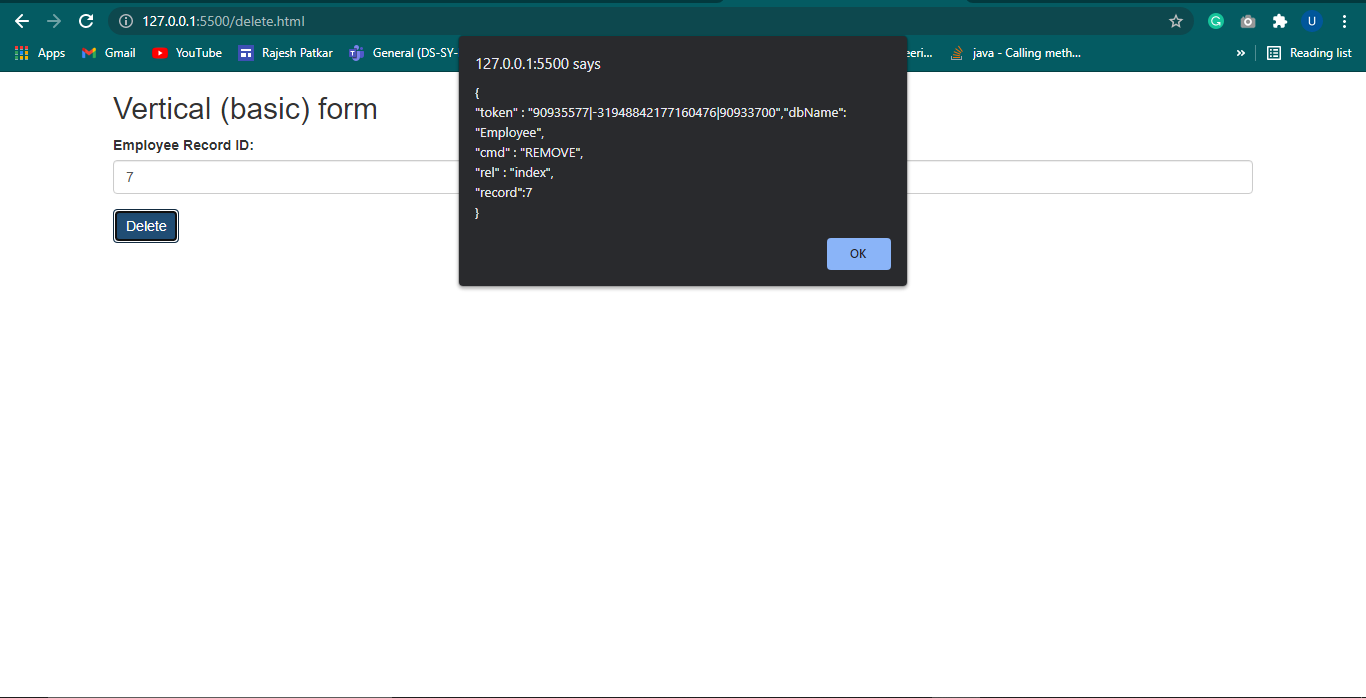 127.0.0.1:5500/delete.html
Apps Gmail YouTube Rajesh Patkar General (DS-SY- java - Calling meth... » Reading list
G U
127.0.0.1:5500 says
{
"token" : "90935577|-31948842177160476|90933700","dbName":
"Employee",
"cmd" : "REMOVE",
"rel" : "index",
"record":7
}
OK
Vertical (basic) form
Employee Record ID:
7
Delete